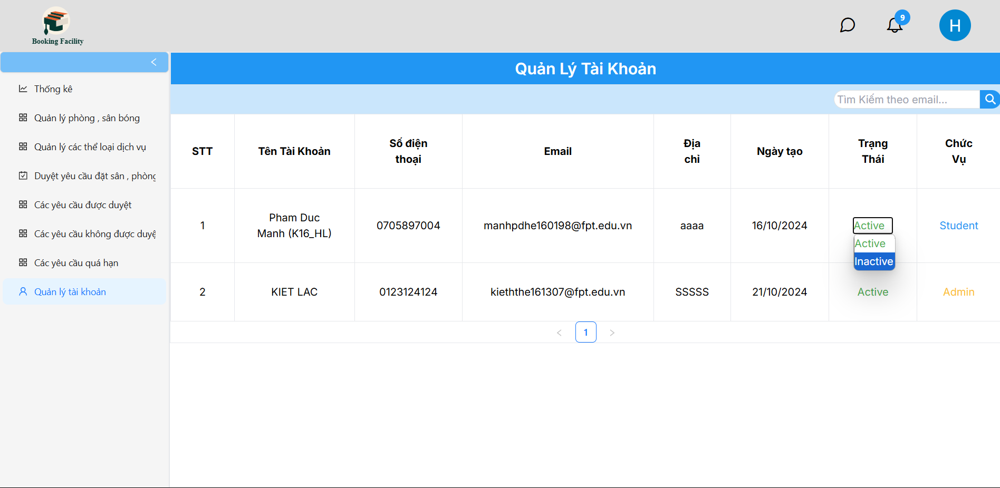 Booking Facility
9
H
Quản Lý Tài Khoản
Tìm Kiếm theo email...
Thống kê
Quản lý phòng , sân bóng
Quản lý các thể loại dịch vụ
Duyệt yêu cầu đặt sân , phòng
Các yêu cầu được duyệt
Các yêu cầu không được duyệ
Các yêu cầu quá hạn
Quản lý tài khoản
STT Tên Tài Khoản Số điện thoại Email Địa chỉ Ngày tạo Trạng Thái Chức Vụ
1 Pham Duc Manh (K16_HL) 0705897004 manhpdhe160198@fpt.edu.vn aaaa 16/10/2024 Active Student
Active
Inactive
2 KIET LAC 0123124124 kieththe161307@fpt.edu.vn SSSSS 21/10/2024 Active Admin
< 1 >